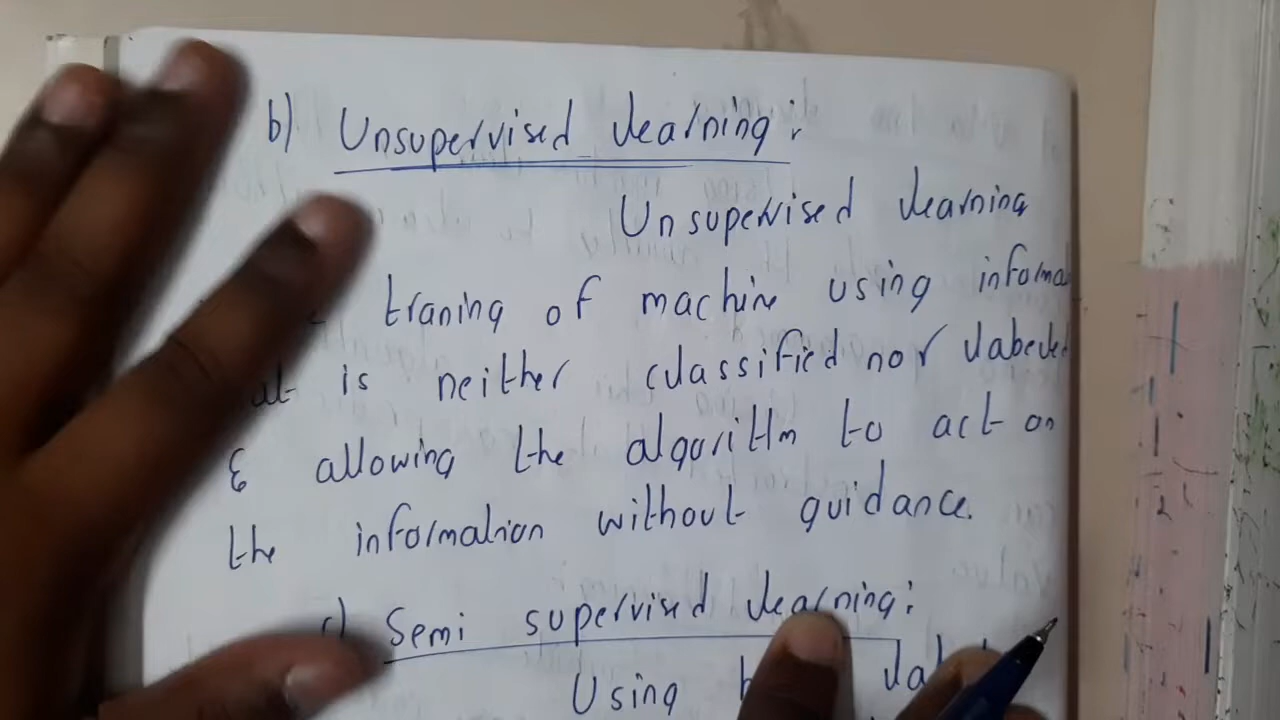 b) Unsupervised learning:
Unsupervised learning
traning of machine using informa
is neither classified nor labeled
& allowing the algorithm to act on
the information without guidance.
c) Semi supervised learning:
Using